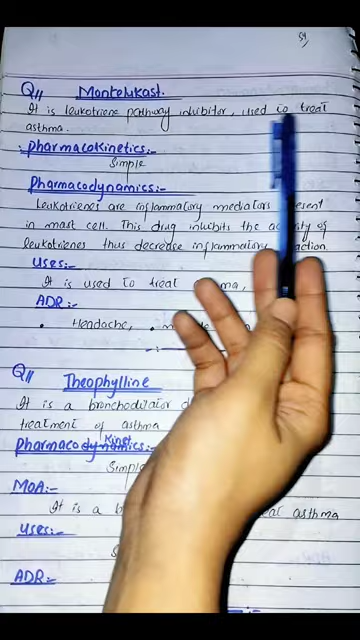 59/
Q// Montelukast.
It is leukotriene pathway inhibitor, used to treat
asthma.
Pharmacokinetics:-
Simple
Pharmacodynamics:-
Leukotrienes are inflammatory mediators present
in mast cell. This drug inhibits the activity of
leukotrienes thus decrease inflammatory action
Uses:-
It is used to treat
ADR:-
• Headache, •
Q// Theophylline
It is a bronchodilator
treatment of asthma
Pharmacodynamics:- Kinet
Simple
MOA:-
It is a asthma
Uses:-
ADR:-